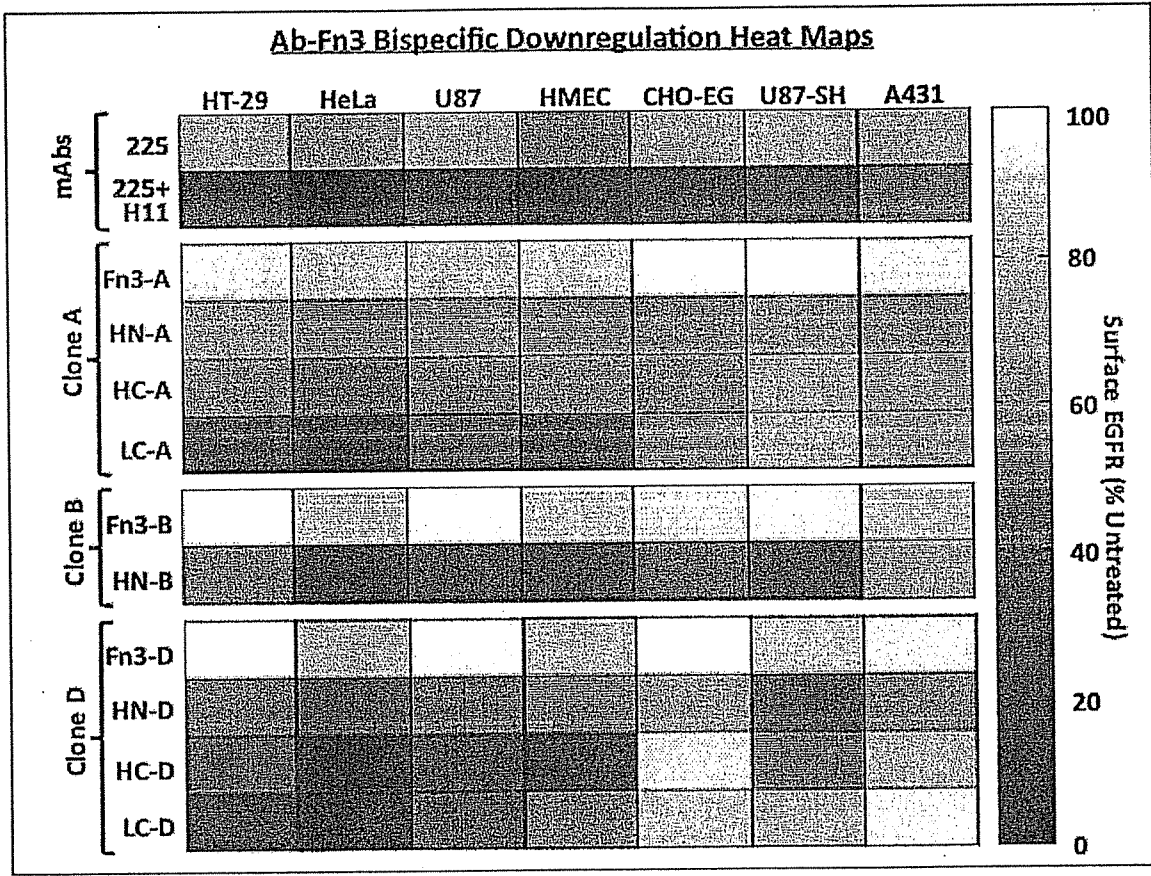 Ab-Fn3 Bispecific Downregulation Heat Maps
HT-29 HeLa U87 HMEC CHO-EG U87-SH A431
mAbs
225
225+
H11
Clone A
Fn3-A
HN-A
HC-A
LC-A
Clone B
Fn3-B
HN-B
Clone D
Fn3-D
HN-D
HC-D
LC-D
100
80
60
40
20
0
Surface EGFR (% Untreated)